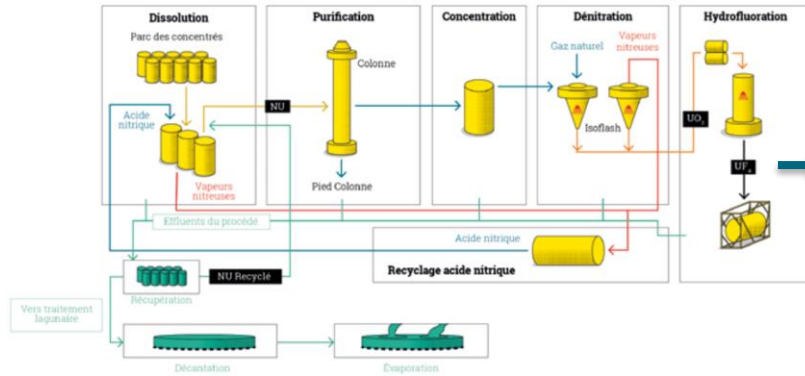 Dissolution
Parc des concentrés
Acide
nitrique
Vapeurs
nitreuses
NU
Purification
Colonne
Pied Colonne
Concentration
Dénitration
Gaz naturel
Vapeurs
nitreuses
Isoflash
UO₃
Hydrofluoration
UF₄
Effluents du procédé
Acide nitrique
Recyclage acide nitrique
NU Recyclé
Récupération
Vers traitement
lagunaire
Décantation
Évaporation